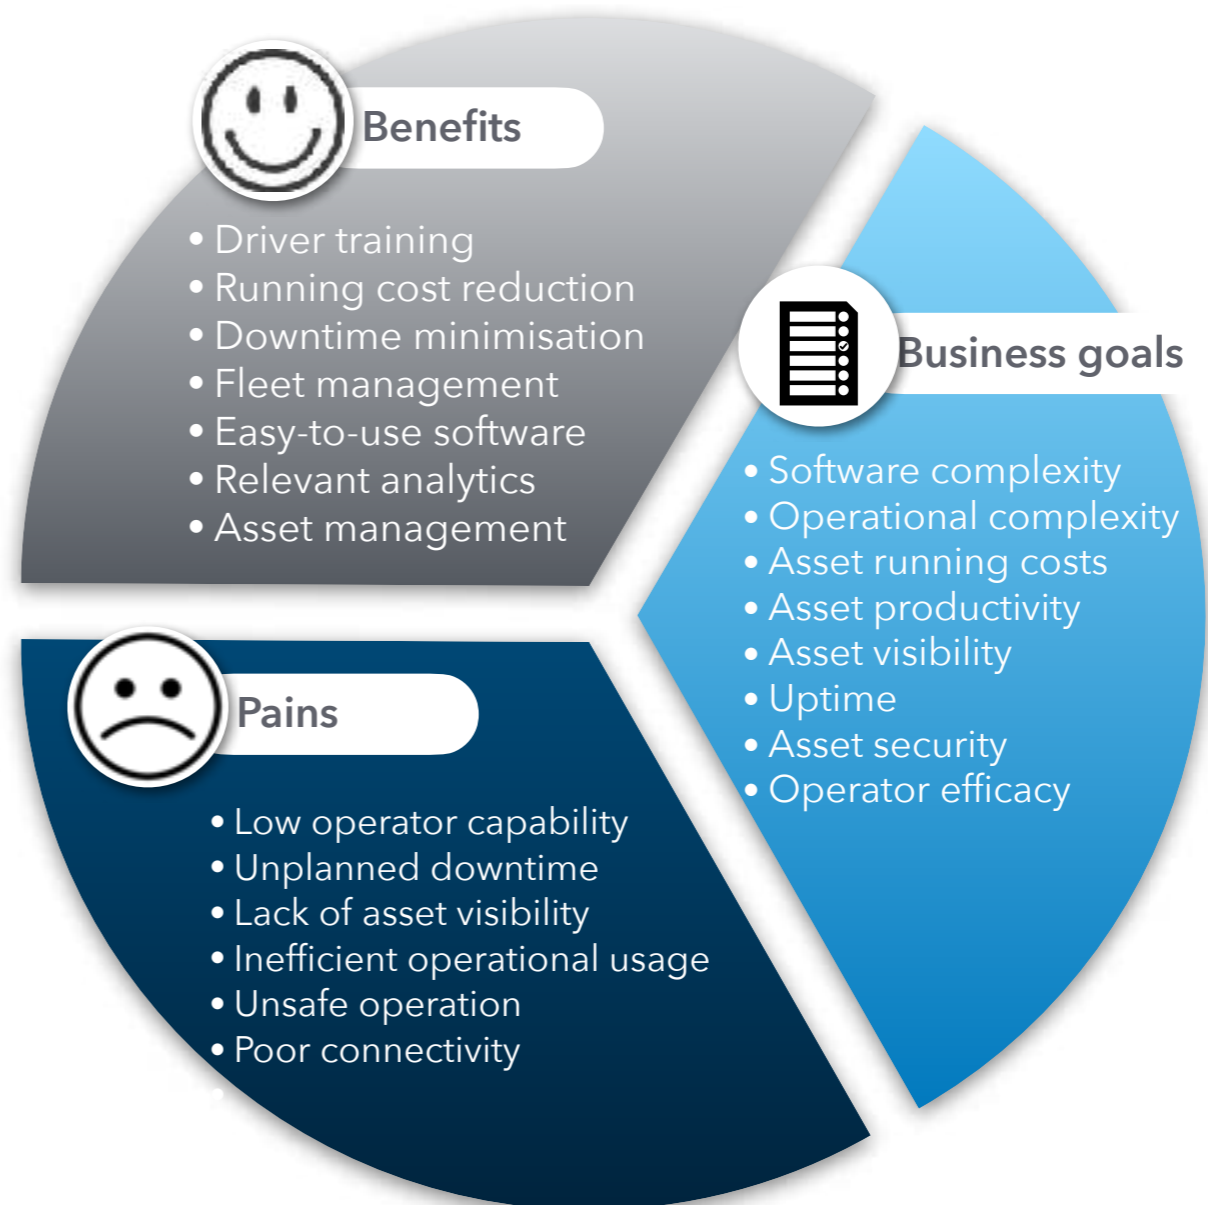 Benefits
• Driver training
• Running cost reduction
• Downtime minimisation
• Fleet management
• Easy-to-use software
• Relevant analytics
• Asset management
Business goals
• Software complexity
• Operational complexity
• Asset running costs
• Asset productivity
• Asset visibility
• Uptime
• Asset security
• Operator efficacy
Pains
• Low operator capability
• Unplanned downtime
• Lack of asset visibility
• Inefficient operational usage
• Unsafe operation
• Poor connectivity
•